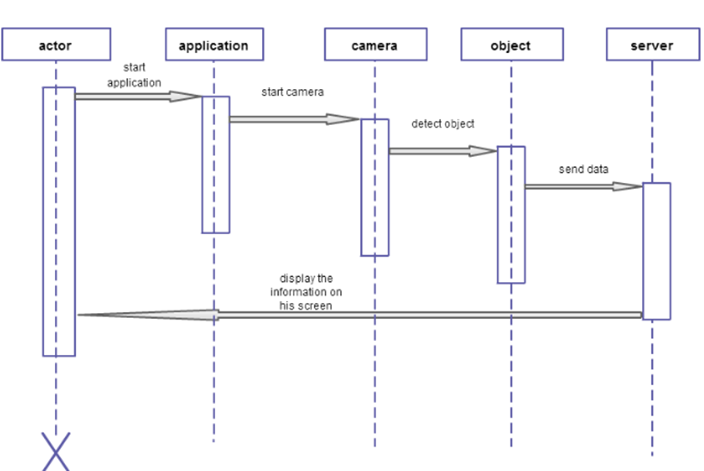 actor
application
camera
object
server
start
application
start camera
detect object
send data
display the
information on
his screen